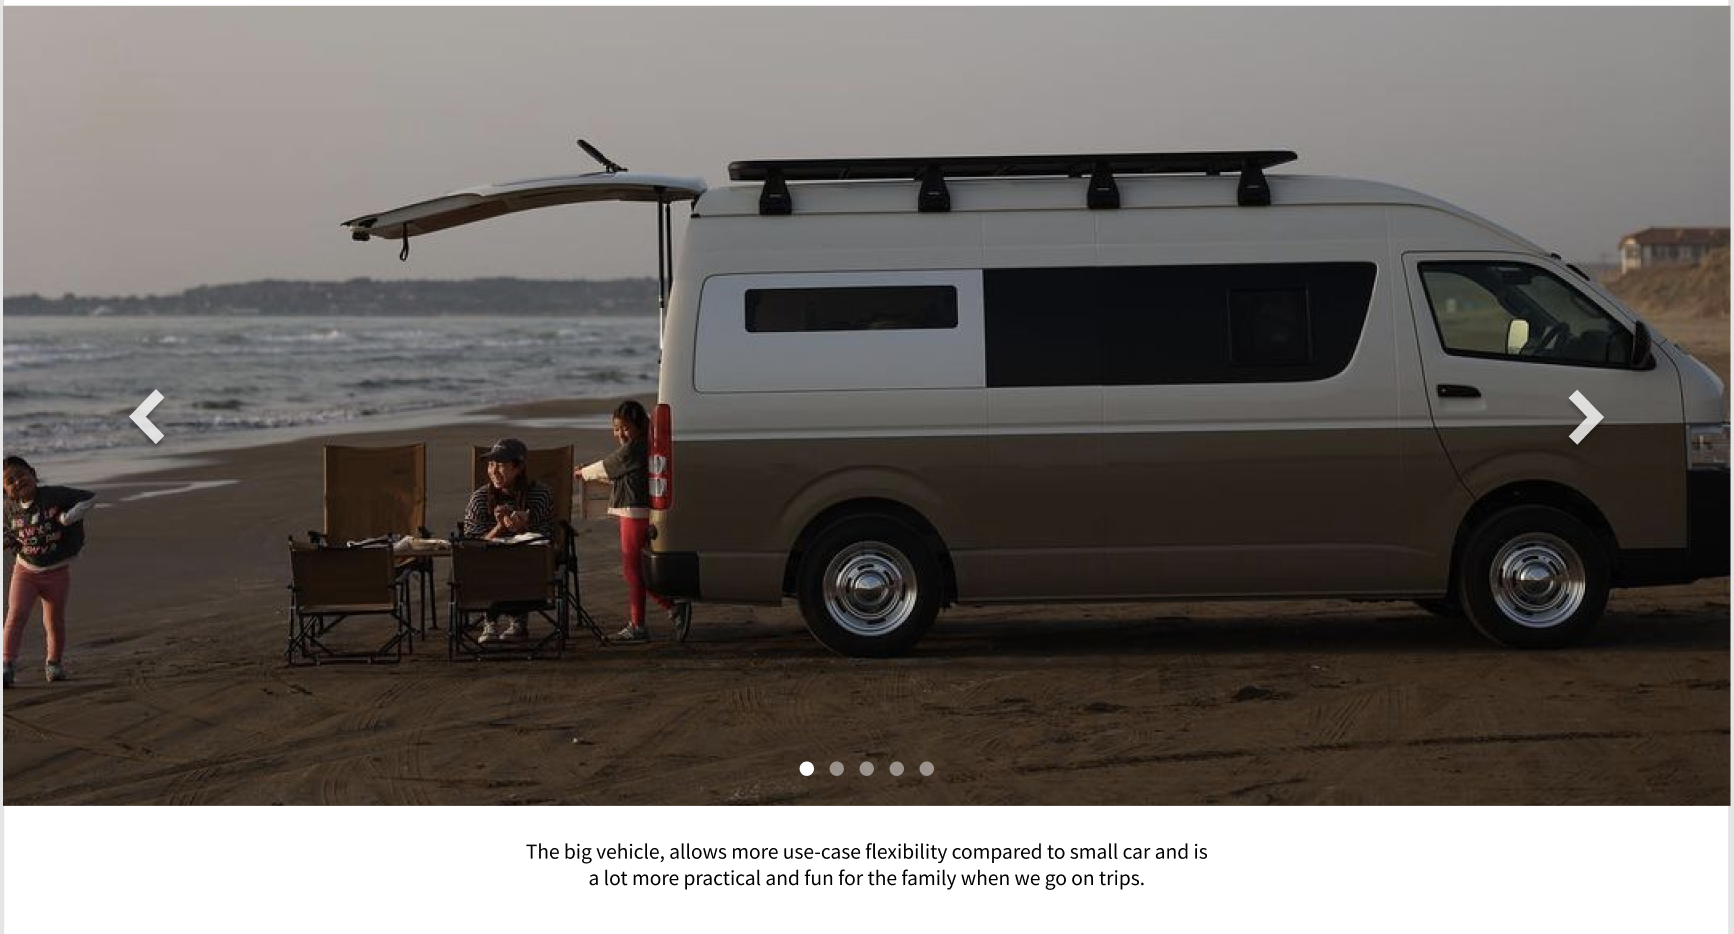 The big vehicle, allows more use-case flexibility compared to small car and is
a lot more practical and fun for the family when we go on trips.